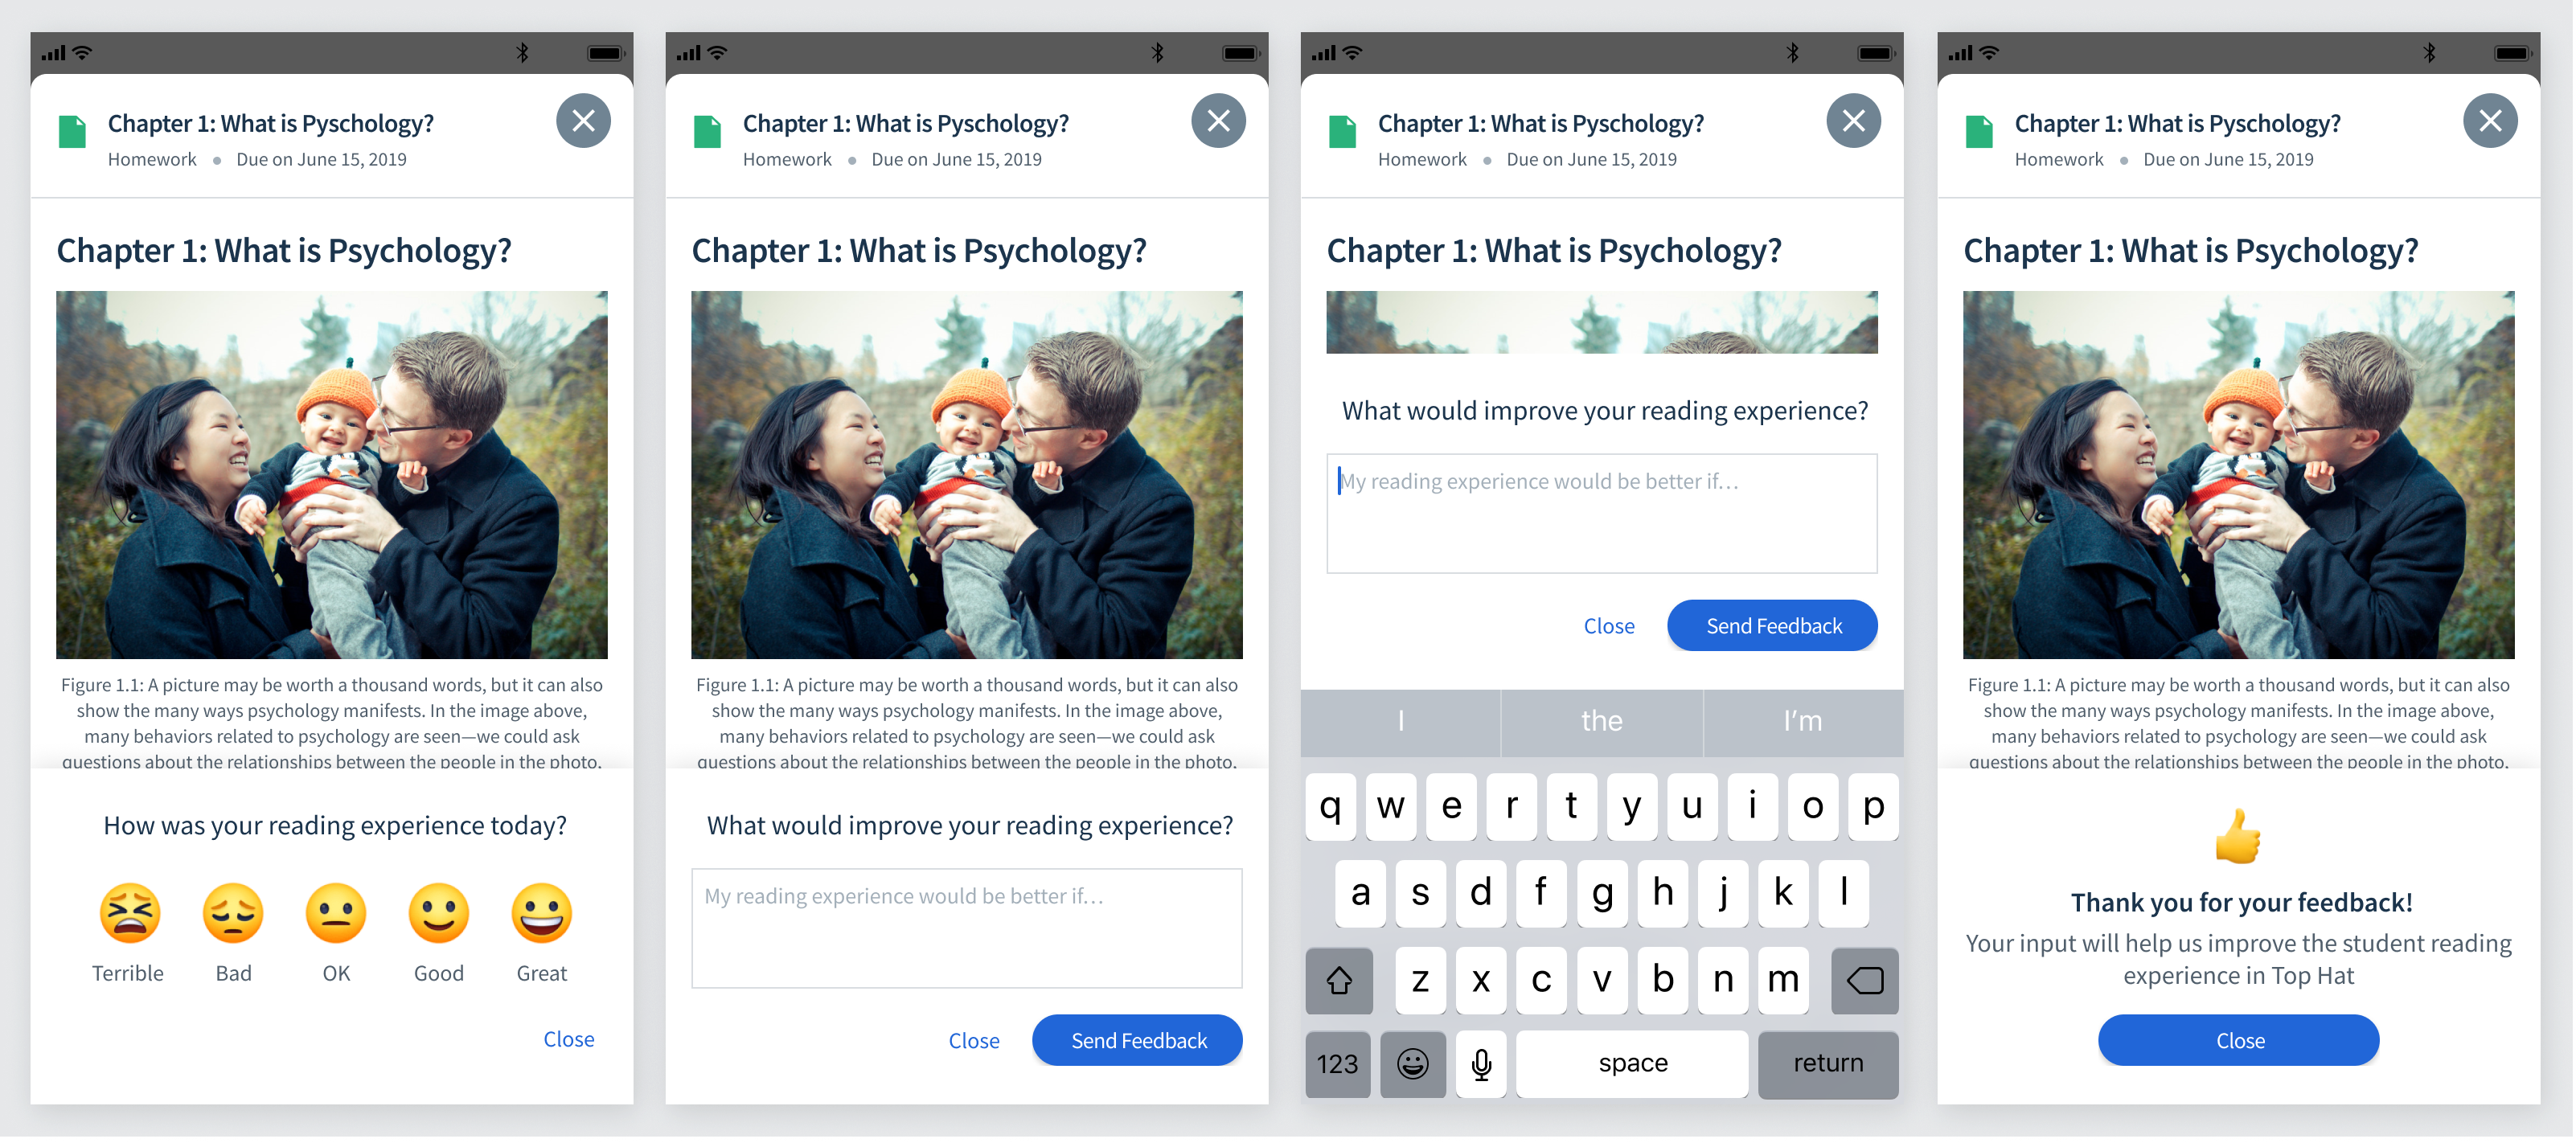 Chapter 1: What is Pyschology?
Homework • Due on June 15, 2019
Chapter 1: What is Psychology?
Figure 1.1: A picture may be worth a thousand words, but it can also
show the many ways psychology manifests. In the image above,
many behaviors related to psychology are seen—we could ask
questions about the relationships between the people in the photo,
How was your reading experience today?
Terrible Bad OK Good Great
Close
Chapter 1: What is Pyschology?
Homework • Due on June 15, 2019
Chapter 1: What is Psychology?
Figure 1.1: A picture may be worth a thousand words, but it can also
show the many ways psychology manifests. In the image above,
many behaviors related to psychology are seen—we could ask
questions about the relationships between the people in the photo,
What would improve your reading experience?
My reading experience would be better if…
Close Send Feedback
Chapter 1: What is Pyschology?
Homework • Due on June 15, 2019
Chapter 1: What is Psychology?
What would improve your reading experience?
My reading experience would be better if…
Close Send Feedback
I the I’m
q w e r t y u i o p
a s d f g h j k l
z x c v b n m
123 space return
Chapter 1: What is Pyschology?
Homework • Due on June 15, 2019
Chapter 1: What is Psychology?
Figure 1.1: A picture may be worth a thousand words, but it can also
show the many ways psychology manifests. In the image above,
many behaviors related to psychology are seen—we could ask
questions about the relationships between the people in the photo,
Thank you for your feedback!
Your input will help us improve the student reading
experience in Top Hat
Close